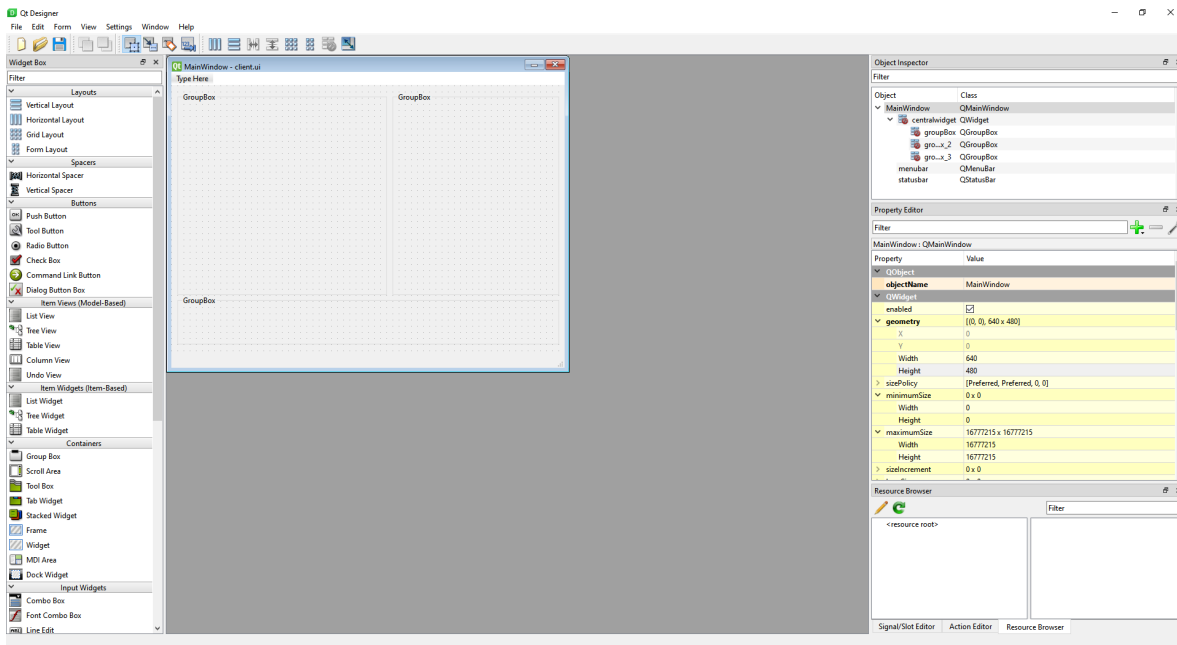 Qt Designer
File Edit Form View Settings Window Help
Widget Box
Filter
Layouts
Vertical Layout
Horizontal Layout
Grid Layout
Form Layout
Spacers
Horizontal Spacer
Vertical Spacer
Buttons
Push Button
Tool Button
Radio Button
Check Box
Command Link Button
Dialog Button Box
Item Views (Model-Based)
List View
Tree View
Table View
Column View
Undo View
Item Widgets (Item-Based)
List Widget
Tree Widget
Table Widget
Containers
Group Box
Scroll Area
Tool Box
Tab Widget
Stacked Widget
Frame
Widget
MDI Area
Dock Widget
Input Widgets
Combo Box
Font Combo Box
Line Edit
MainWindow - client.ui
Type Here
GroupBox GroupBox
GroupBox
Object Inspector
Filter
Object Class
MainWindow QMainWindow
centralwidget QWidget
groupBox QGroupBox
gro...x_2 QGroupBox
gro...x_3 QGroupBox
menubar QMenuBar
statusbar QStatusBar
Property Editor
Filter
MainWindow : QMainWindow
Property Value
QObject
objectName MainWindow
QWidget
enabled
geometry [(0, 0), 640 x 480]
X 0
Y 0
Width 640
Height 480
sizePolicy [Preferred, Preferred, 0, 0]
minimumSize 0 x 0
Width 0
Height 0
maximumSize 16777215 x 16777215
Width 16777215
Height 16777215
sizeIncrement 0 x 0
Resource Browser
Filter
<resource root>
Signal/Slot Editor Action Editor Resource Browser